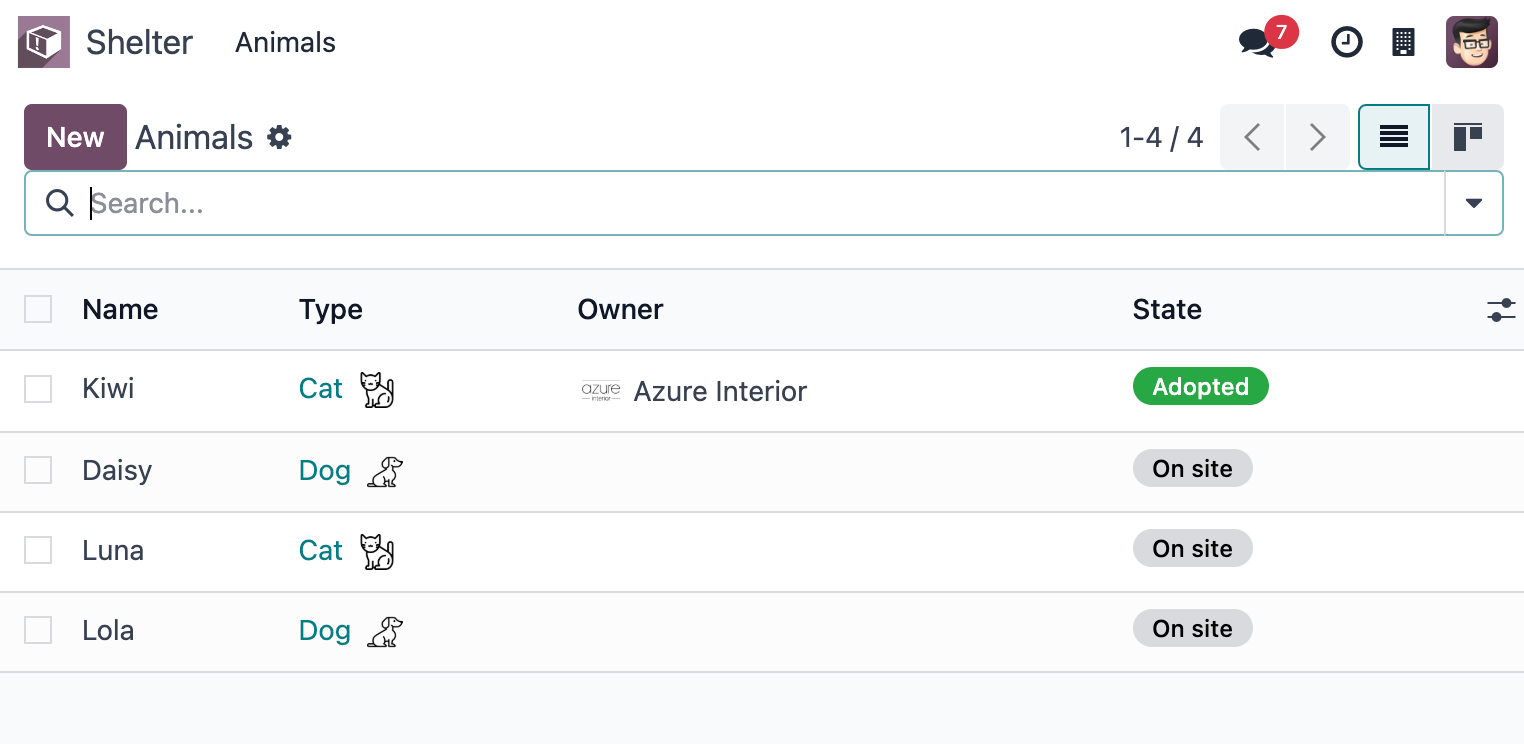 Shelter Animals 7
New Animals 1-4 / 4
Search...
Name Type Owner State
Kiwi Cat azure interior Azure Interior Adopted
Daisy Dog On site
Luna Cat On site
Lola Dog On site